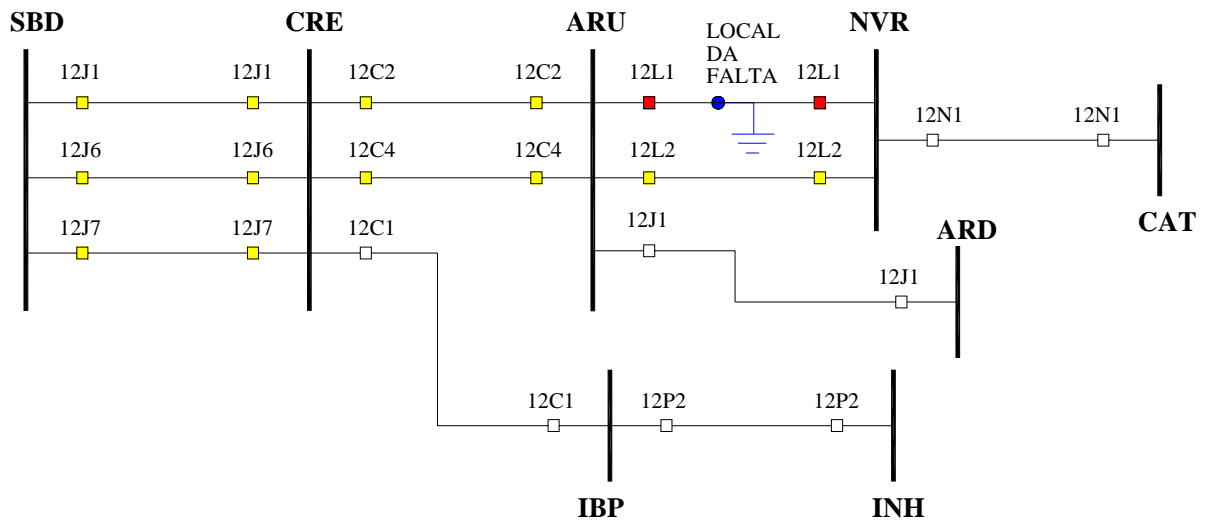 SBD CRE ARU NVR
LOCAL
DA
FALTA
12J1 12J1 12C2 12C2 12L1 12L1
12N1 12N1
12J6 12J6 12C4 12C4 12L2 12L2
12J7 12J7 12C1 12J1
CAT
ARD
12J1
12C1 12P2 12P2
IBP INH